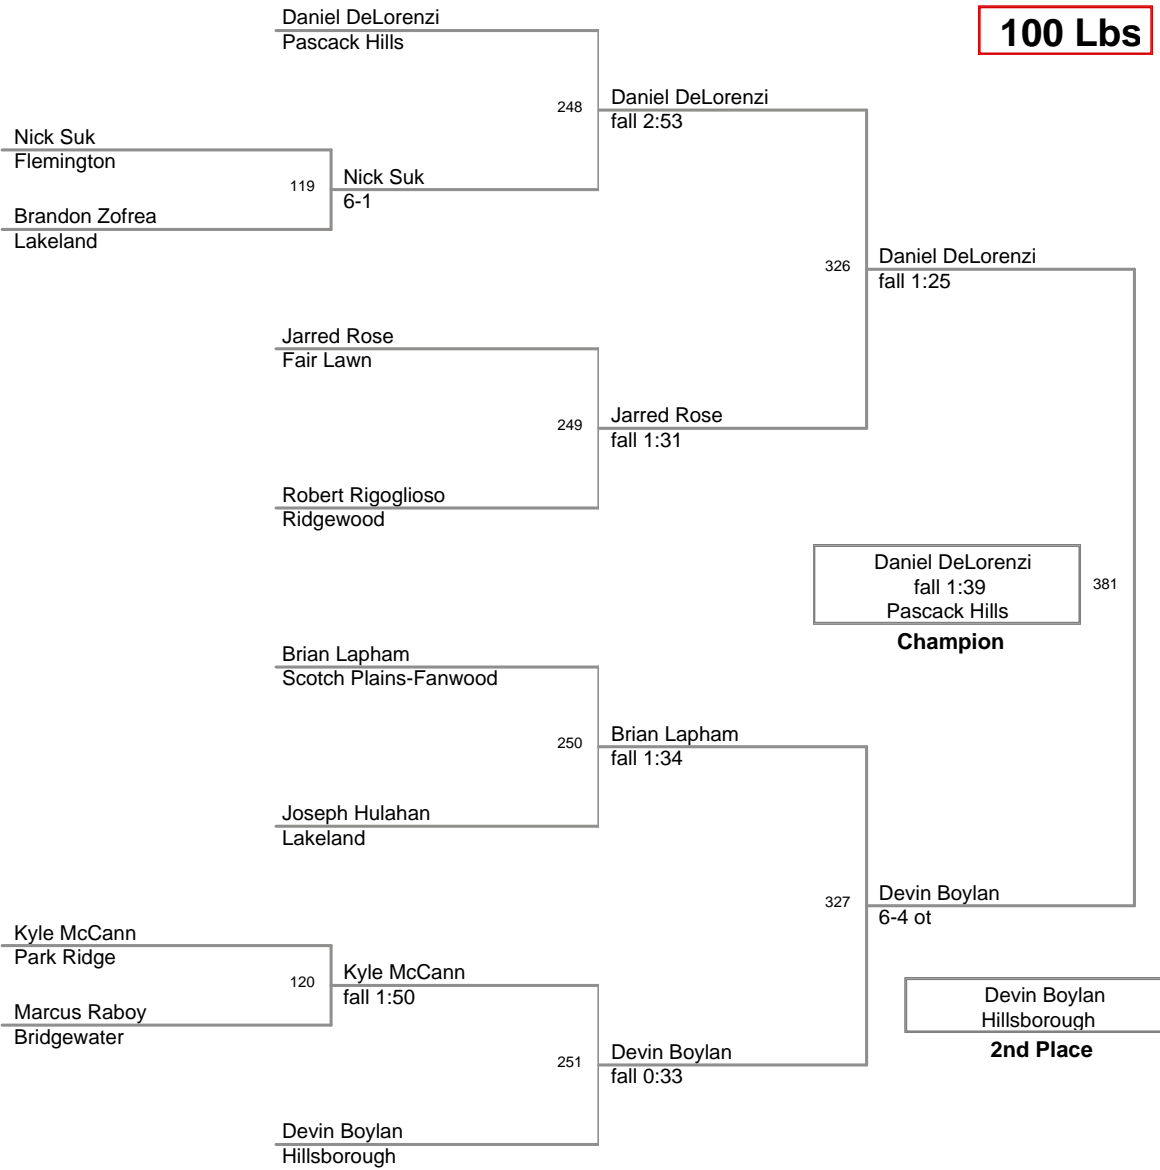 Daniel DeLorenzi
Pascack Hills
100 Lbs
248
Daniel DeLorenzi
fall 2:53
Nick Suk
Flemington
119
Nick Suk
6-1
Brandon Zofrea
Lakeland
326
Daniel DeLorenzi
fall 1:25
Jarred Rose
Fair Lawn
249
Jarred Rose
fall 1:31
Robert Rigoglioso
Ridgewood
Daniel DeLorenzi
fall 1:39
Pascack Hills
381
Champion
Brian Lapham
Scotch Plains-Fanwood
250
Brian Lapham
fall 1:34
Joseph Hulahan
Lakeland
327
Devin Boylan
6-4 ot
Kyle McCann
Park Ridge
120
Kyle McCann
fall 1:50
Marcus Raboy
Bridgewater
Devin Boylan
Hillsborough
2nd Place
251
Devin Boylan
fall 0:33
Devin Boylan
Hillsborough